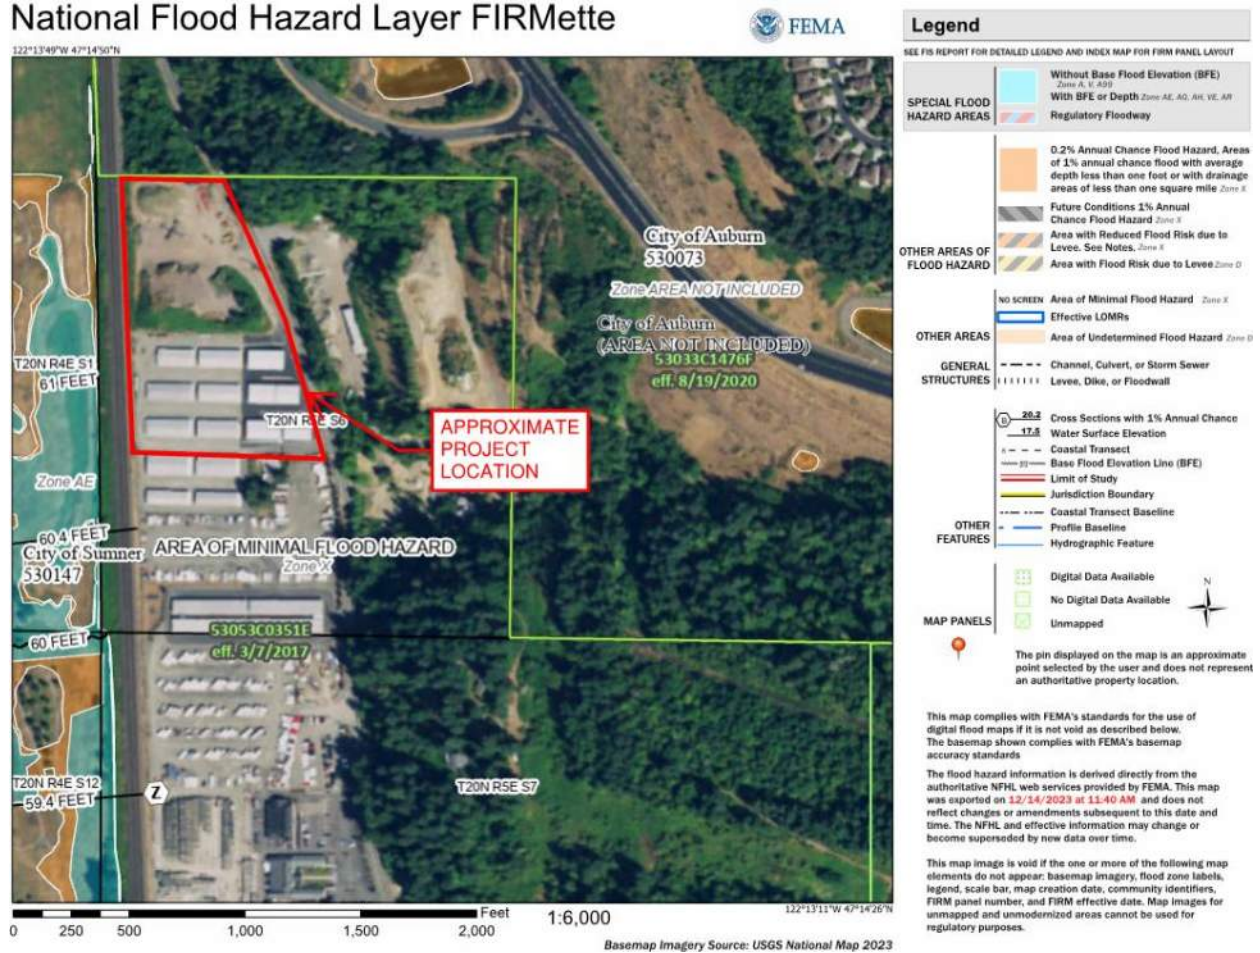 National Flood Hazard Layer FIRMette
FEMA
122°13'49"W 47°14'50"N
City of Auburn
530073
Zone AREA NOT INCLUDED
City of Auburn
(AREA NOT INCLUDED)
53033C1476F
eff. 8/19/2020
T20N R4E S1
61 FEET
T20N R5E S6
APPROXIMATE
PROJECT
LOCATION
Zone AE
60.4 FEET
City of Sumner
530147
AREA OF MINIMAL FLOOD HAZARD
Zone X
53053C0351E
eff. 3/7/2017
60 FEET
T20N R4E S12
59.4 FEET
Z
T20N R5E S7
122°13'11"W 47°14'26"N
Feet
1:6,000
0 250 500 1,000 1,500 2,000
Basemap Imagery Source: USGS National Map 2023
Legend
SEE FIS REPORT FOR DETAILED LEGEND AND INDEX MAP FOR FIRM PANEL LAYOUT
SPECIAL FLOOD
HAZARD AREAS
Without Base Flood Elevation (BFE)
Zone A, V, A99
With BFE or Depth Zone AE, AO, AH, VE, AR
Regulatory Floodway
0.2% Annual Chance Flood Hazard, Areas
of 1% annual chance flood with average
depth less than one foot or with drainage
areas of less than one square mile Zone X
Future Conditions 1% Annual
Chance Flood Hazard Zone X
Area with Reduced Flood Risk due to
Levee. See Notes. Zone X
Area with Flood Risk due to Levee Zone D
OTHER AREAS OF
FLOOD HAZARD
NO SCREEN Area of Minimal Flood Hazard Zone X
Effective LOMRs
OTHER AREAS
Area of Undetermined Flood Hazard Zone D
GENERAL
STRUCTURES
Channel, Culvert, or Storm Sewer
Levee, Dike, or Floodwall
B 20.2 Cross Sections with 1% Annual Chance
17.5 Water Surface Elevation
Coastal Transect
Base Flood Elevation Line (BFE)
Limit of Study
Jurisdiction Boundary
Coastal Transect Baseline
OTHER
FEATURES
Profile Baseline
Hydrographic Feature
Digital Data Available
No Digital Data Available
MAP PANELS
Unmapped
N
The pin displayed on the map is an approximate
point selected by the user and does not represent
an authoritative property location.
This map complies with FEMA's standards for the use of
digital flood maps if it is not void as described below.
The basemap shown complies with FEMA's basemap
accuracy standards
The flood hazard information is derived directly from the
authoritative NFHL web services provided by FEMA. This map
was exported on 12/14/2023 at 11:40 AM and does not
reflect changes or amendments subsequent to this date and
time. The NFHL and effective information may change or
become superseded by new data over time.
This map image is void if the one or more of the following map
elements do not appear: basemap imagery, flood zone labels,
legend, scale bar, map creation date, community identifiers,
FIRM panel number, and FIRM effective date. Map images for
unmapped and unmodernized areas cannot be used for
regulatory purposes.